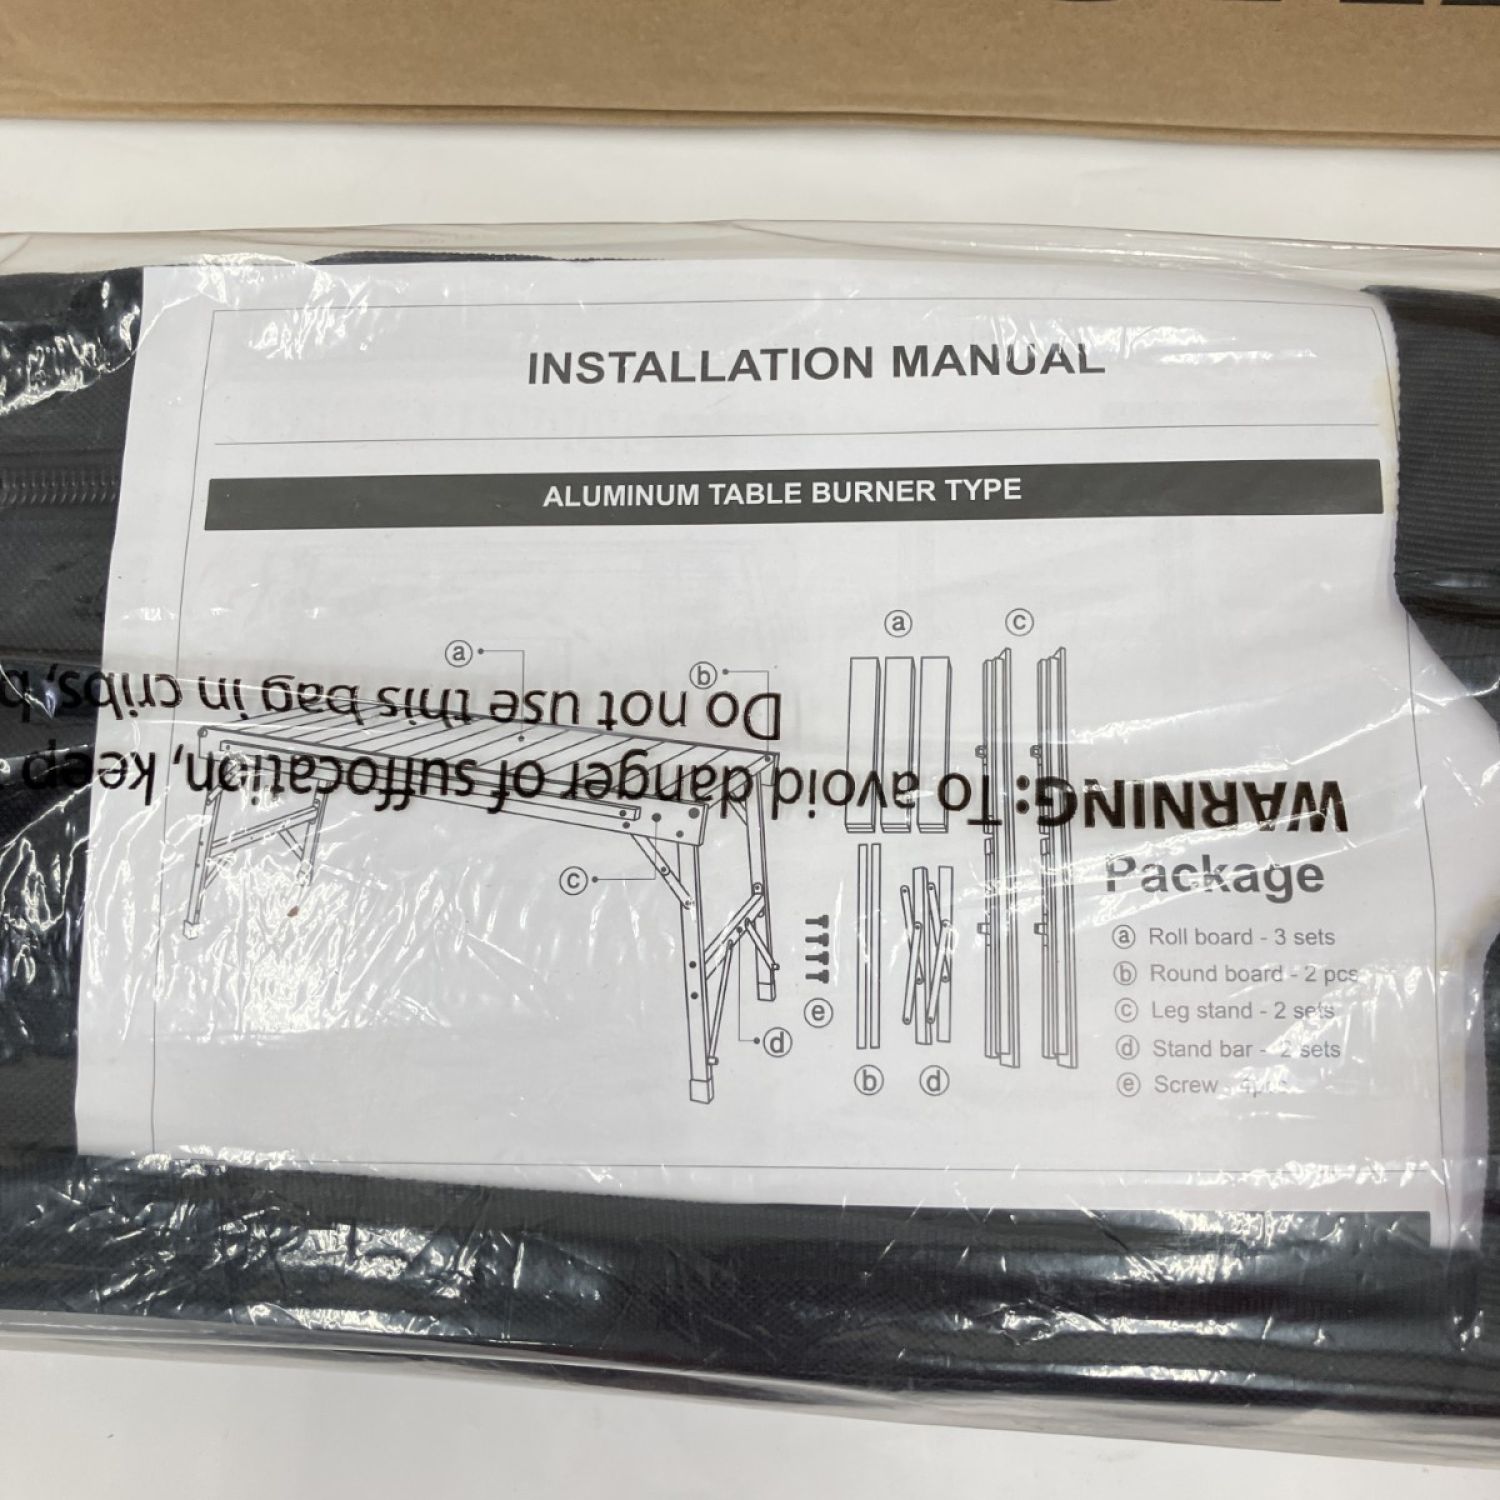 INSTALLATION MANUAL
ALUMINUM TABLE BURNER TYPE
a c
a
b
c
d
e
b d
Package
a Roll board - 3 sets
b Round board - 2 pcs
c Leg stand - 2 sets
d Stand bar - 2 sets
e Screw - 4pcs
WARNING: To avoid danger of suffocation, keep
Do not use this bag in cribs,